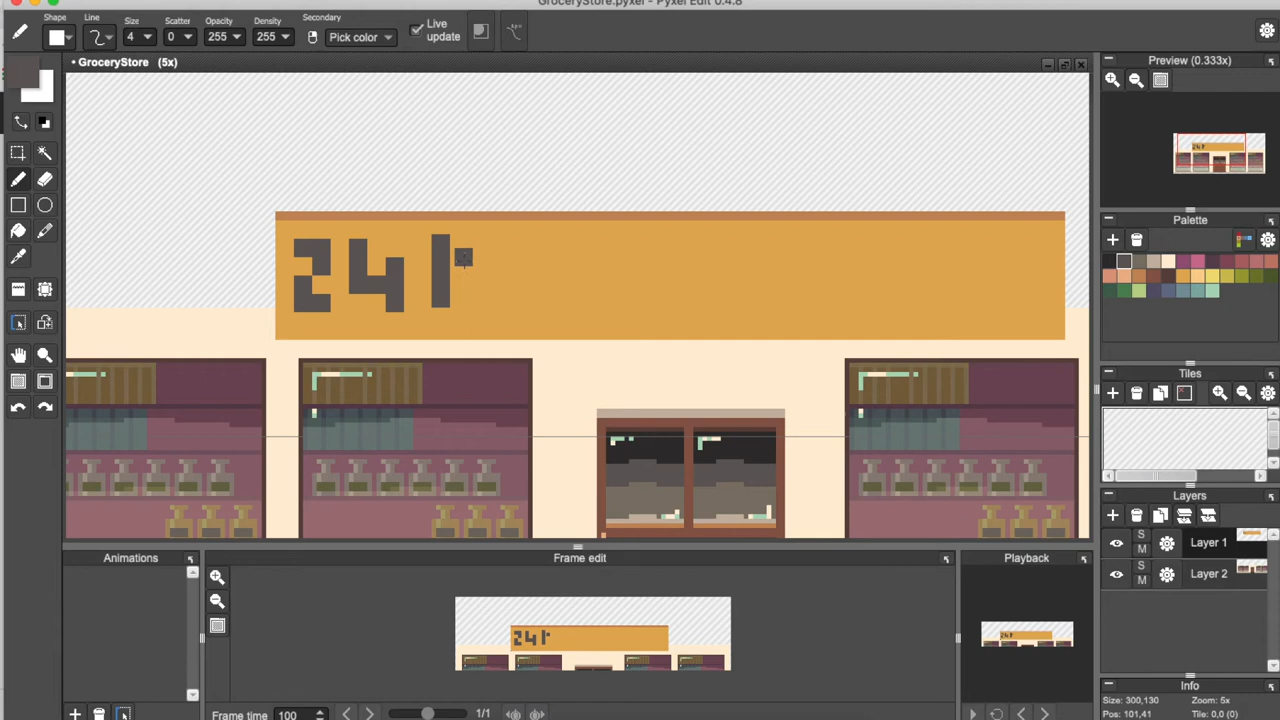 GroceryStore.pyxel - Pyxel Edit 0.4.8
Shape Line Size Scatter Opacity Density Secondary
4 0 255 255 Pick color Live update
• GroceryStore (5x)
Preview (0.333x)
24
Palette
Tiles
Layers
S M Layer 1
S M Layer 2
Animations
Frame edit
Playback
Frame time 100 1/1
Info
Size: 300,130 Zoom: 5x
Pos: 101,41 Tile: 0,0 (0)